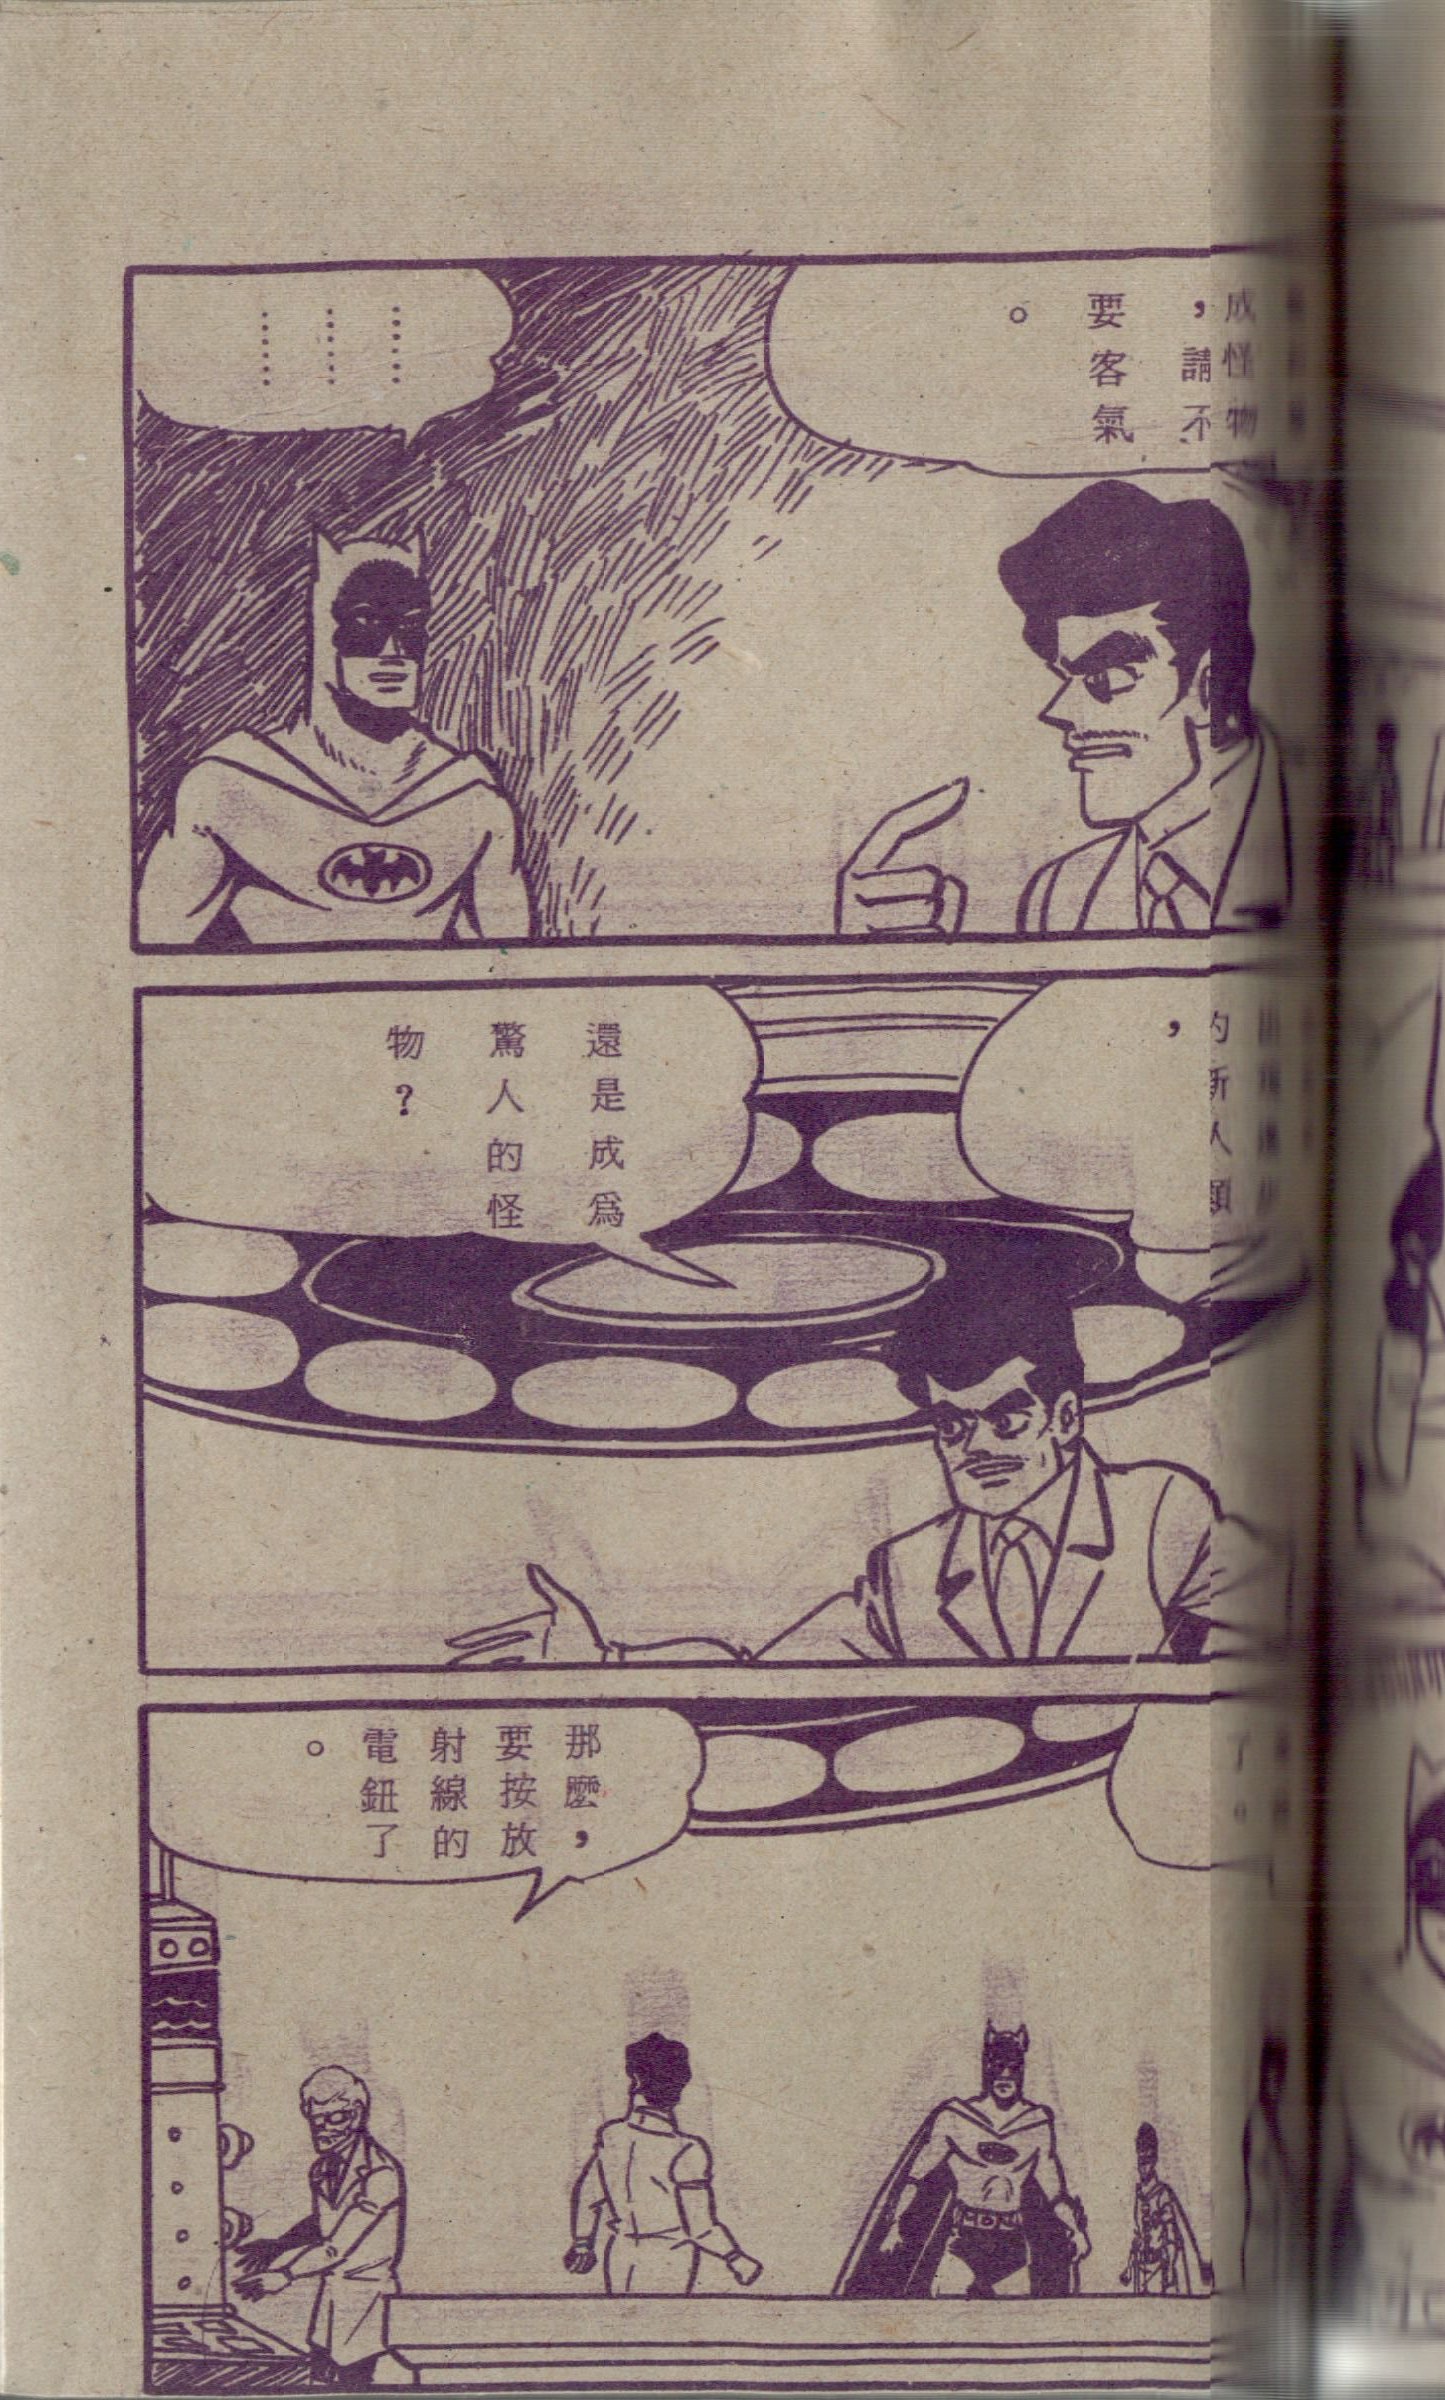 成怪物
，請不
要客氣
。
………
………
………
的新人類
，
還是成爲
驚人的怪
物？
了。
那麼，
要按放
射線的
電鈕了
。